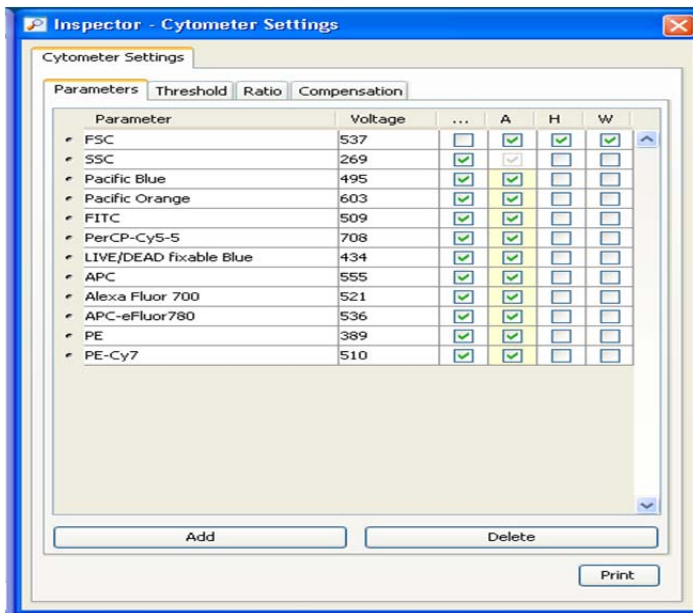 Inspector - Cytometer Settings
Cytometer Settings
Parameters Threshold Ratio Compensation
Parameter Voltage ... A H W
FSC 537
SSC 269
Pacific Blue 495
Pacific Orange 603
FITC 509
PerCP-Cy5-5 708
LIVE/DEAD fixable Blue 434
APC 555
Alexa Fluor 700 521
APC-eFluor780 536
PE 389
PE-Cy7 510
Add Delete
Print